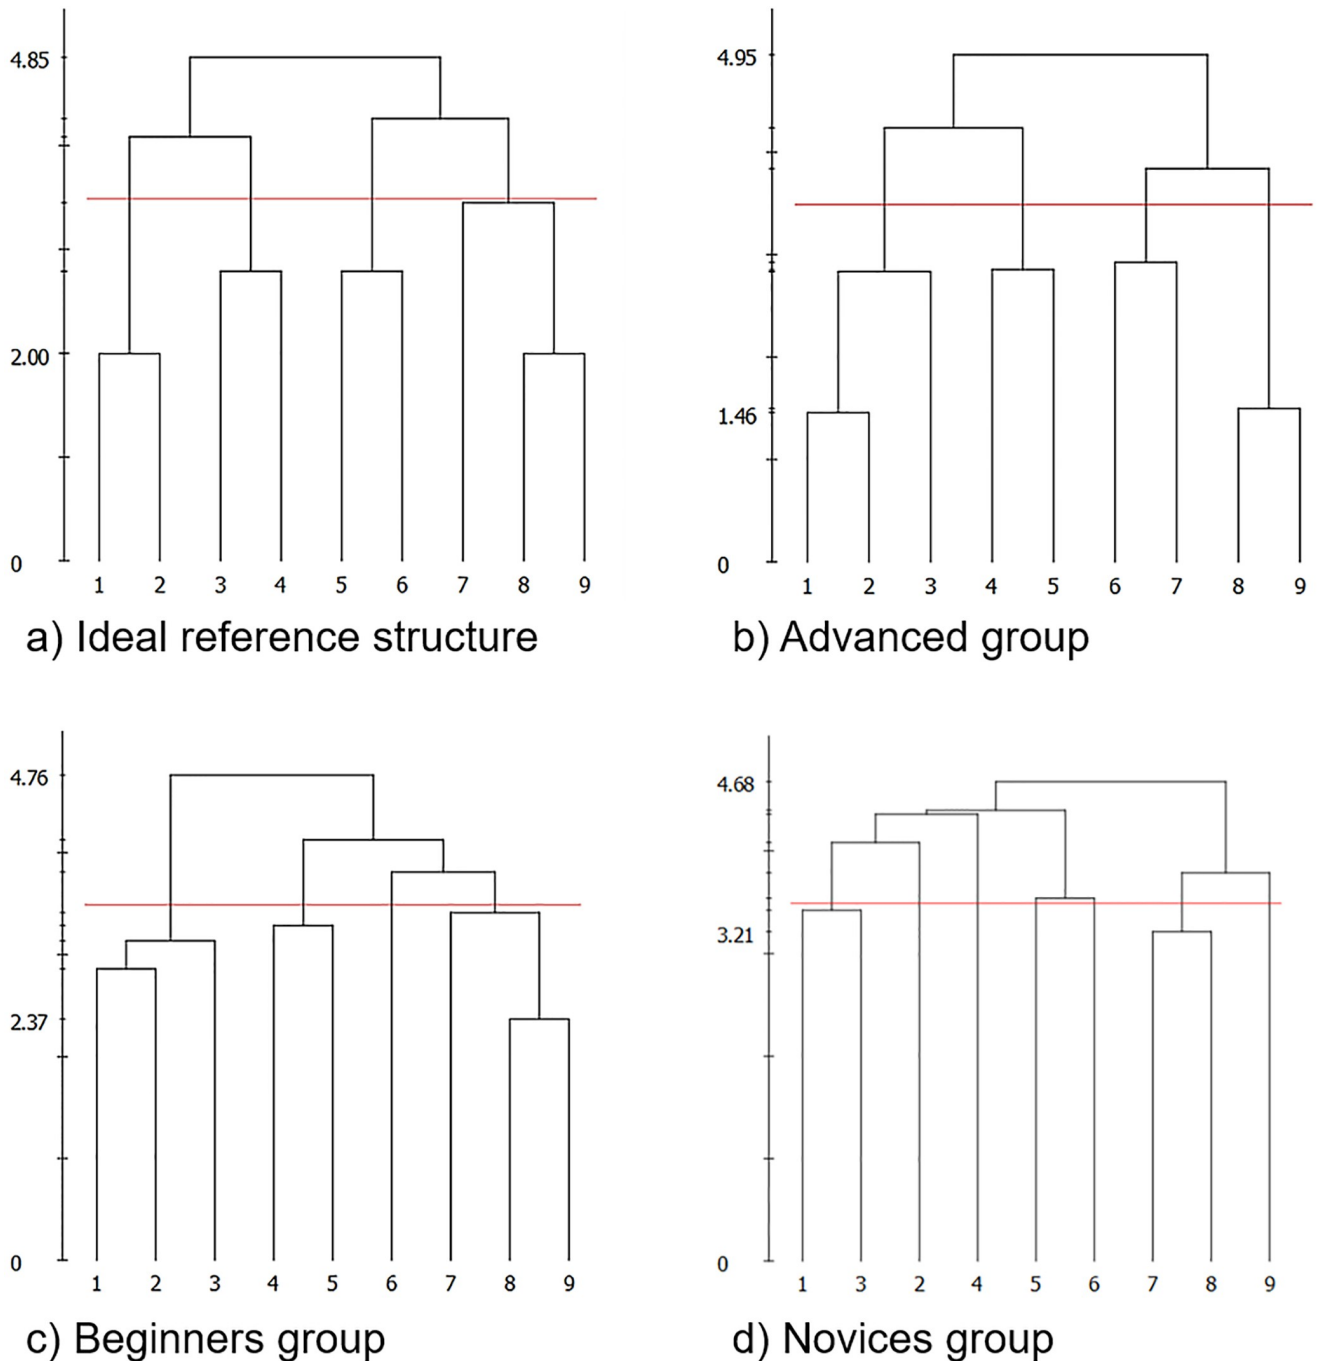 4.85
2.00
0
1 2 3 4 5 6 7 8 9
a) Ideal reference structure
4.95
1.46
0
1 2 3 4 5 6 7 8 9
b) Advanced group
4.76
2.37
0
1 2 3 4 5 6 7 8 9
c) Beginners group
4.68
3.21
0
1 3 2 4 5 6 7 8 9
d) Novices group